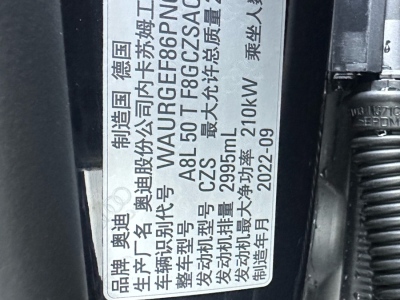 品牌 奥迪 制造国 德国
生产厂名 奥迪股份公司内卡苏姆工
车辆识别代号 WAURGEF86PN
整车型号 A8L 50 T F8GCZSAC
发动机型号 CZS 最大允许总质量
发动机排量 2995mL
发动机最大净功率 210kW 乘坐人数
制造年月 2022-09